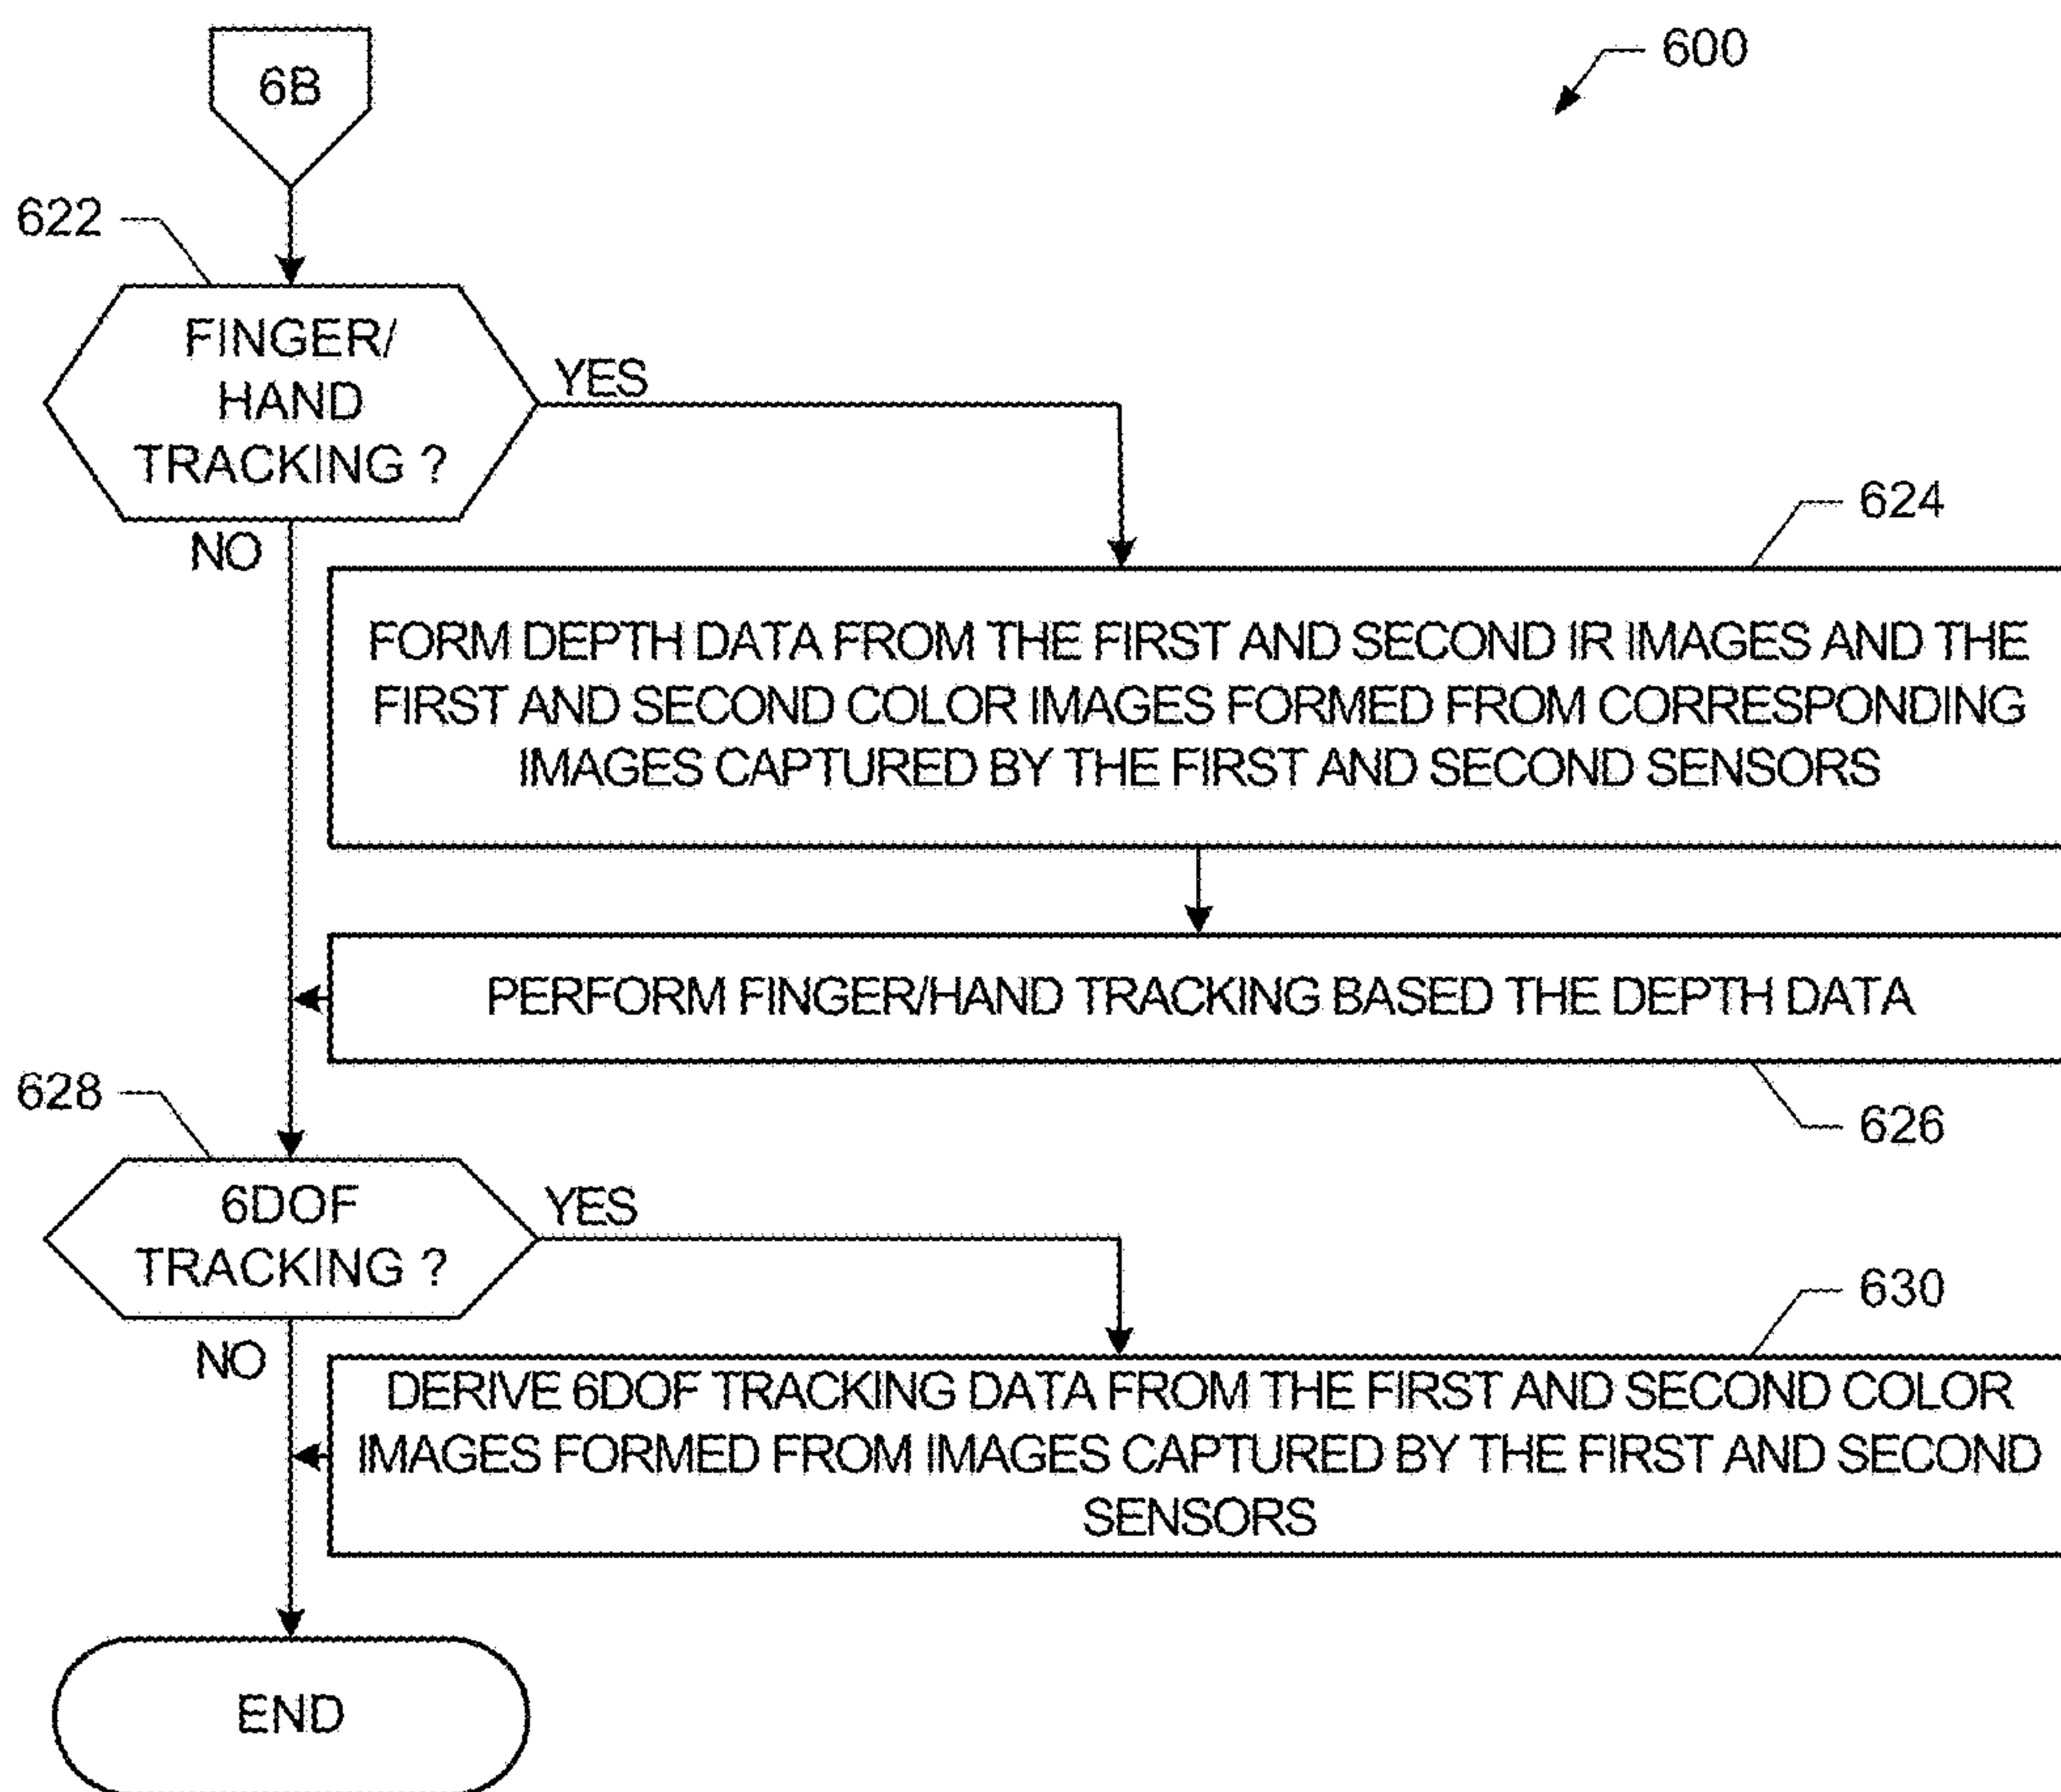 6B
600
622
FINGER/
HAND
TRACKING ?
YES
NO
624
FORM DEPTH DATA FROM THE FIRST AND SECOND IR IMAGES AND THE
FIRST AND SECOND COLOR IMAGES FORMED FROM CORRESPONDING
IMAGES CAPTURED BY THE FIRST AND SECOND SENSORS
PERFORM FINGER/HAND TRACKING BASED THE DEPTH DATA
626
628
6DOF
TRACKING ?
YES
NO
630
DERIVE 6DOF TRACKING DATA FROM THE FIRST AND SECOND COLOR
IMAGES FORMED FROM IMAGES CAPTURED BY THE FIRST AND SECOND
SENSORS
END